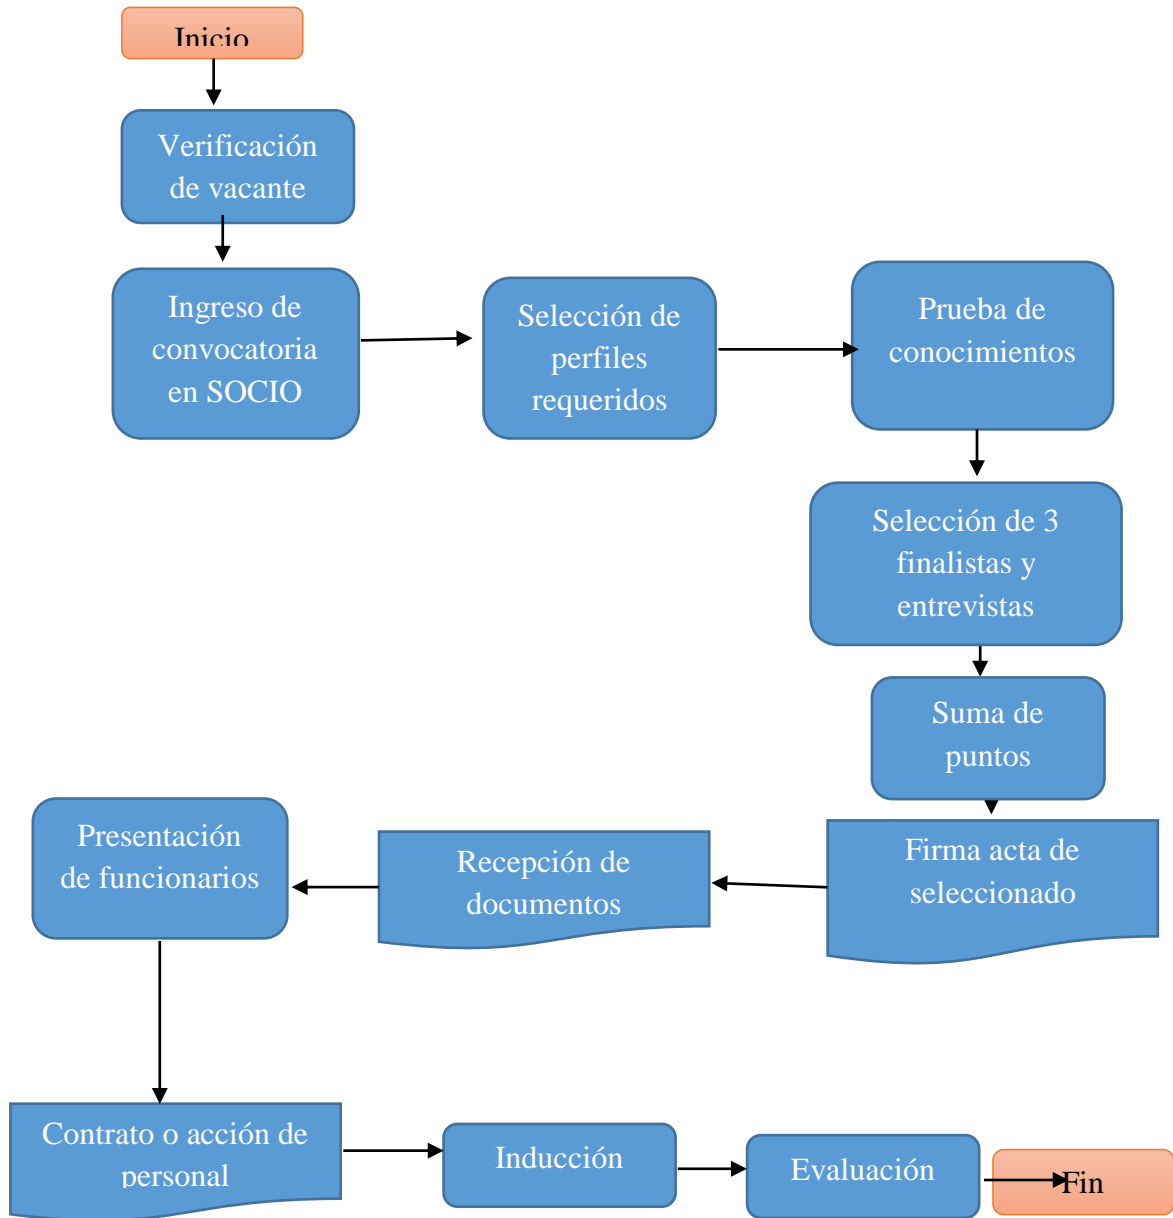 Inicio
Verificación
de vacante
Ingreso de
convocatoria
en SOCIO
Selección de
perfiles
requeridos
Prueba de
conocimientos
Selección de 3
finalistas y
entrevistas
Suma de
puntos
Firma acta de
seleccionado
Recepción de
documentos
Presentación
de funcionarios
Contrato o acción de
personal
Inducción
Evaluación
Fin